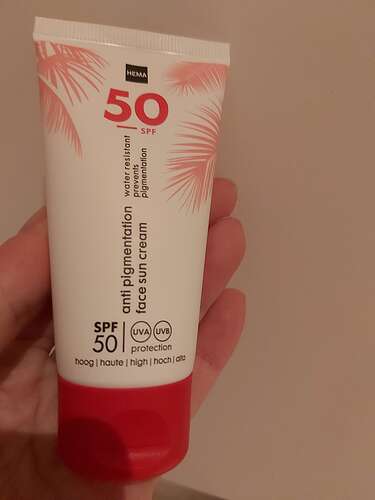 HEMA
50
SPF
water resistant
prevents
pigmentation
anti pigmentation
face sun cream
SPF
50
UVA UVB
protection
hoog | haute | high | hoch | alta